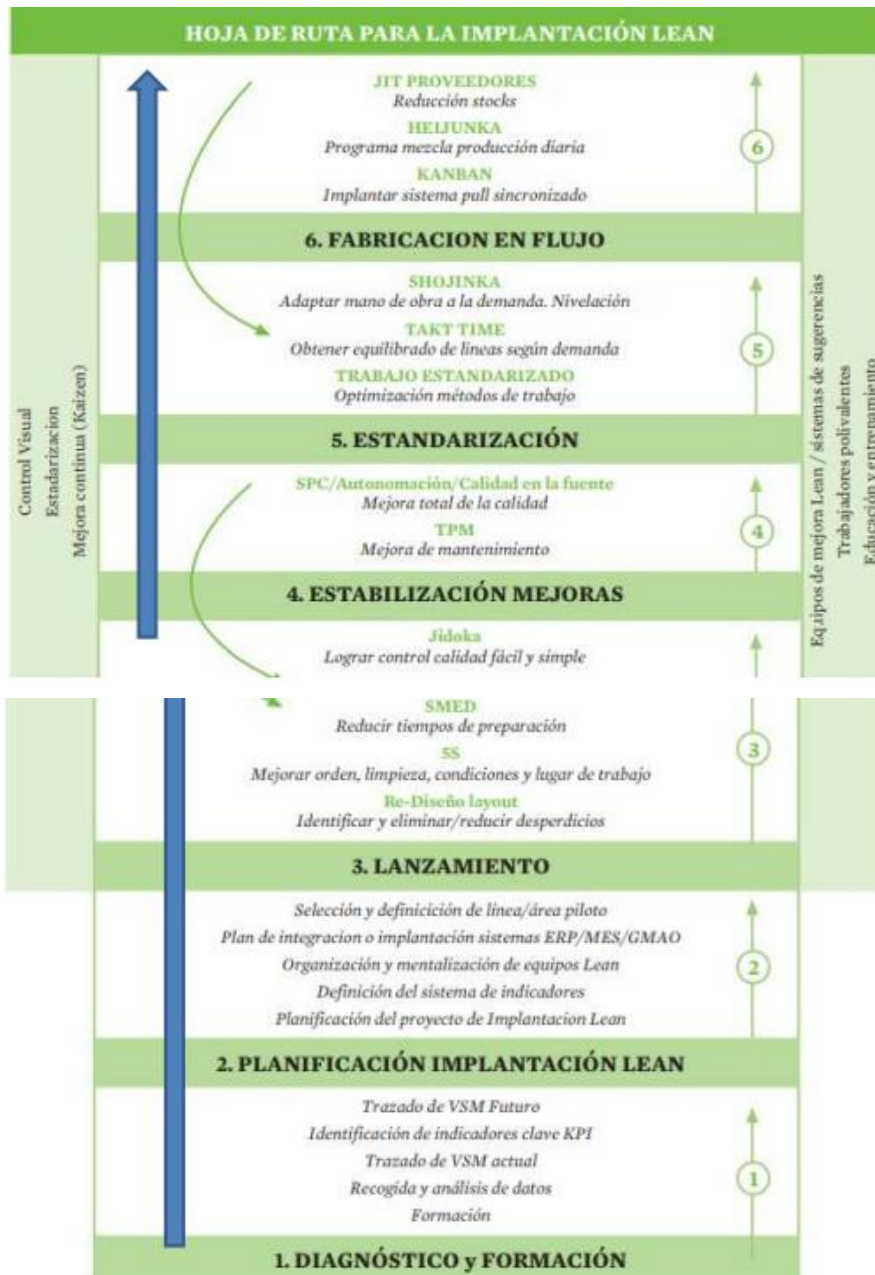 HOJA DE RUTA PARA LA IMPLANTACIÓN LEAN
JIT PROVEEDORES
Reducción stocks
HEIJUNKA
Programa mezcla producción diaria
KANBAN
Implantar sistema pull sincronizado
6
6. FABRICACION EN FLUJO
SHOJINKA
Adaptar mano de obra a la demanda. Nivelación
TAKT TIME
Obtener equilibrado de líneas según demanda
TRABAJO ESTANDARIZADO
Optimización métodos de trabajo
5
5. ESTANDARIZACIÓN
SPC/Autonomación/Calidad en la fuente
Mejora total de la calidad
TPM
Mejora de mantenimiento
4
4. ESTABILIZACIÓN MEJORAS
Jidoka
Lograr control calidad fácil y simple
SMED
Reducir tiempos de preparación
5S
Mejorar orden, limpieza, condiciones y lugar de trabajo
Re-Diseño layout
Identificar y eliminar/reducir desperdicios
3
3. LANZAMIENTO
Selección y definicición de línea/área piloto
Plan de integracion o implantación sistemas ERP/MES/GMAO
Organización y mentalización de equipos Lean
Definición del sistema de indicadores
Planificación del proyecto de Implantacion Lean
2
2. PLANIFICACIÓN IMPLANTACIÓN LEAN
Trazado de VSM Futuro
Identificación de indicadores clave KPI
Trazado de VSM actual
Recogida y análisis de datos
Formación
1
1. DIAGNÓSTICO y FORMACIÓN
Control Visual
Estadarizacion
Mejora continua (Kaizen)
Equipos de mejora Lean / sistemas de sugerencias
Trabajadores polivalentes
Educación y entrenamiento